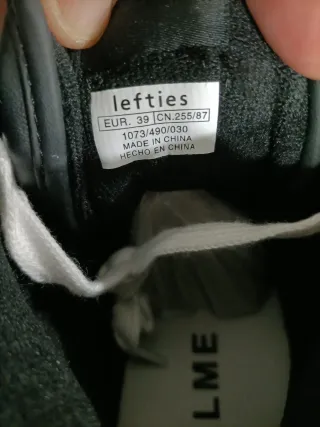 lefties
EUR. 39 CN.255/87
1073/490/030
MADE IN CHINA
HECHO EN CHINA
LME